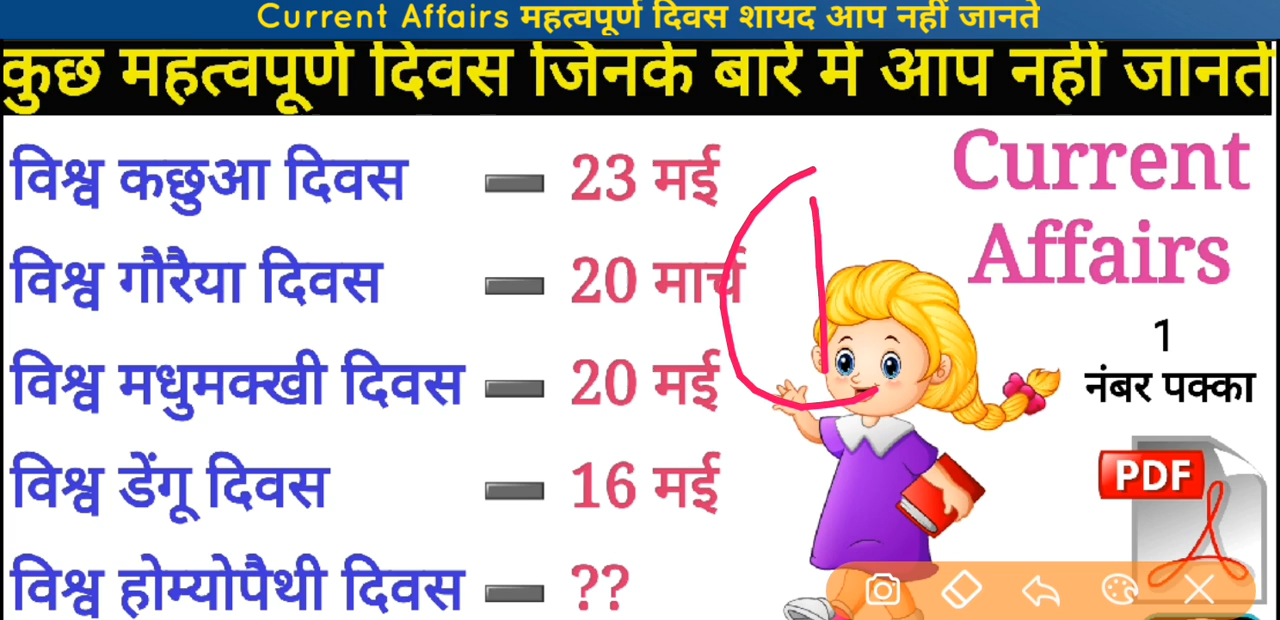 Current Affairs महत्वपूर्ण दिवस शायद आप नहीं जानते
कुछ महत्वपूर्ण दिवस जिनके बारे में आप नहीं जानते
विश्व कछुआ दिवस — 23 मई
विश्व गौरैया दिवस — 20 मार्च
विश्व मधुमक्खी दिवस — 20 मई
विश्व डेंगू दिवस — 16 मई
विश्व होम्योपैथी दिवस — ??
Current
Affairs
1
नंबर पक्का
PDF